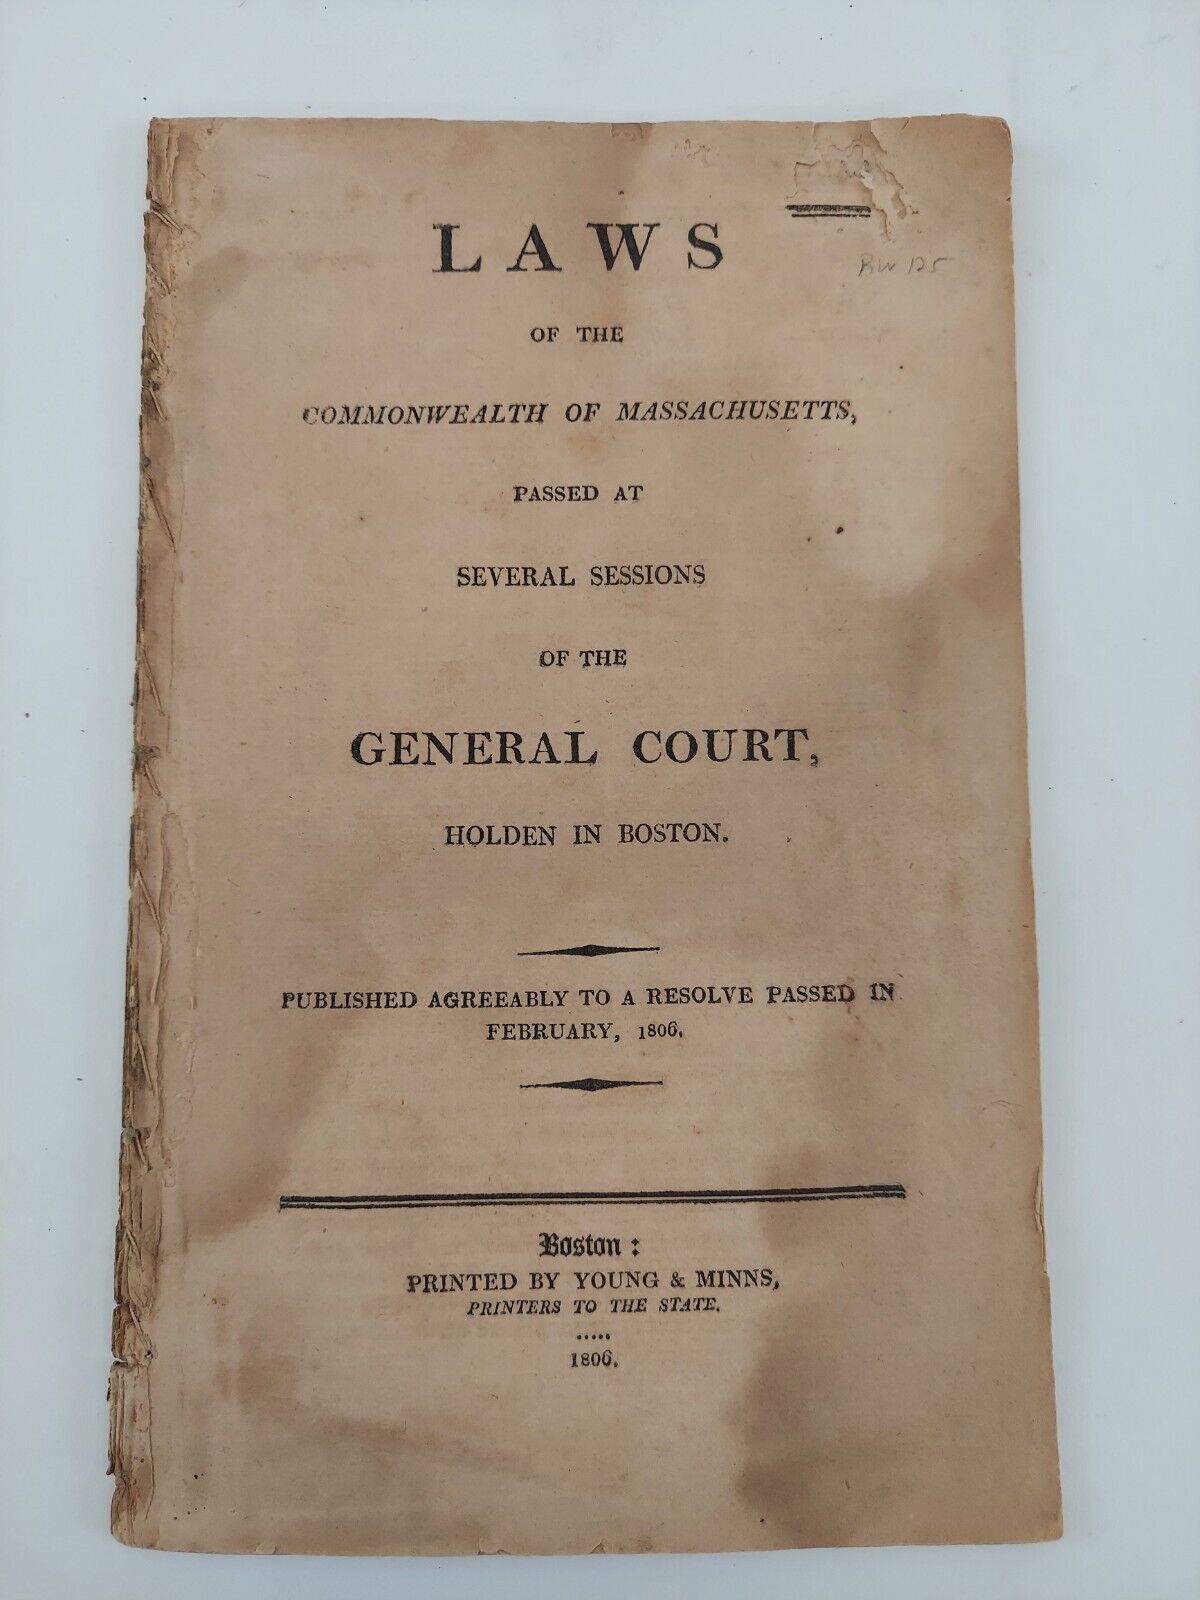 LAWS
OF THE
COMMONWEALTH OF MASSACHUSETTS,
PASSED AT
SEVERAL SESSIONS
OF THE
GENERAL COURT,
HOLDEN IN BOSTON.
PUBLISHED AGREEABLY TO A RESOLVE PASSED IN
FEBRUARY, 1806.
Boston:
PRINTED BY YOUNG & MINNS,
PRINTERS TO THE STATE.
.....
1806.